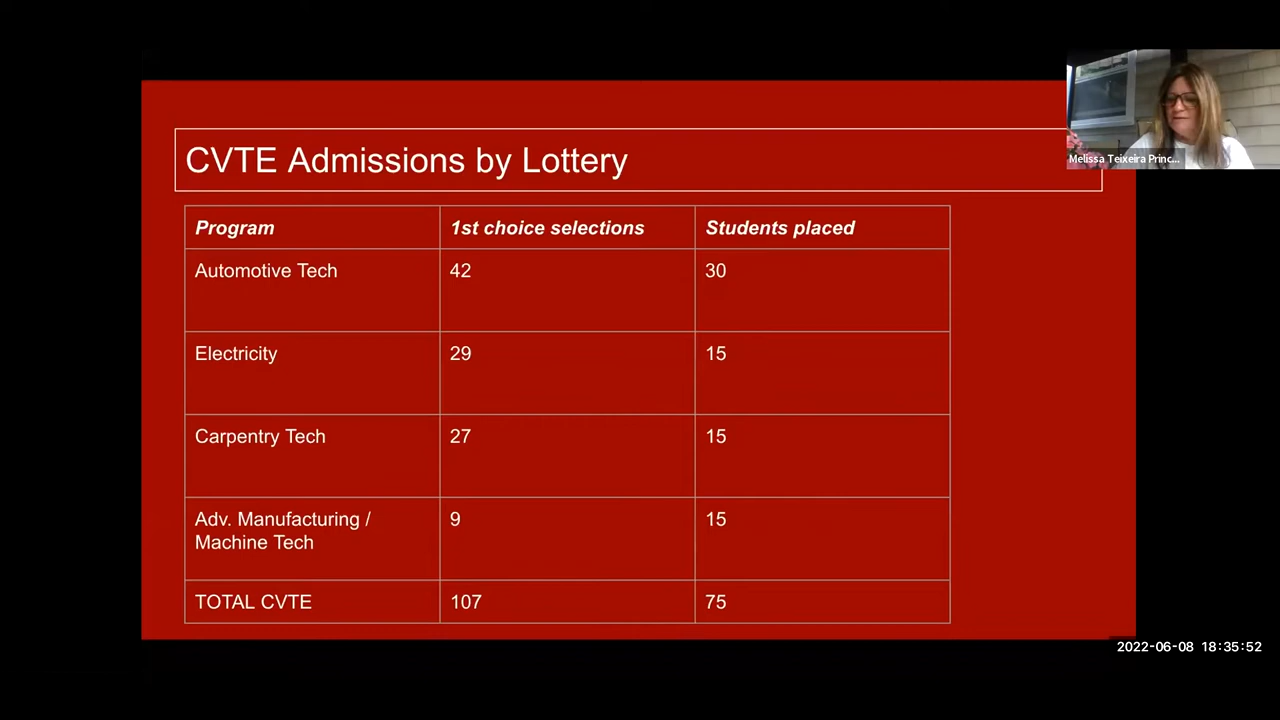 CVTE Admissions by Lottery
Melissa Teixeira Princ...
Program 1st choice selections Students placed
Automotive Tech 42 30
Electricity 29 15
Carpentry Tech 27 15
Adv. Manufacturing / 9 15
Machine Tech
TOTAL CVTE 107 75
2022-06-08 18:35:52